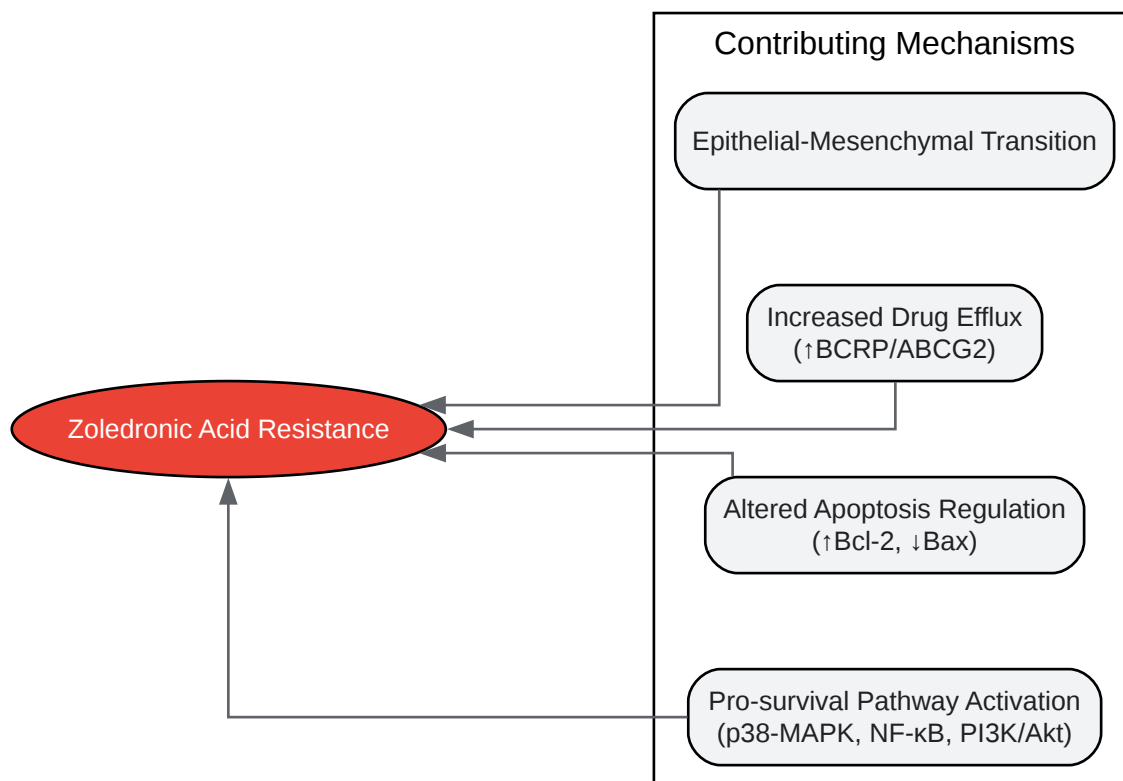 Contributing Mechanisms
Epithelial-Mesenchymal Transition
Increased Drug Efflux
(↑BCRP/ABCG2)
Zoledronic Acid Resistance
Altered Apoptosis Regulation
(↑Bcl-2, ↓Bax)
Pro-survival Pathway Activation
(p38-MAPK, NF-κB, PI3K/Akt)